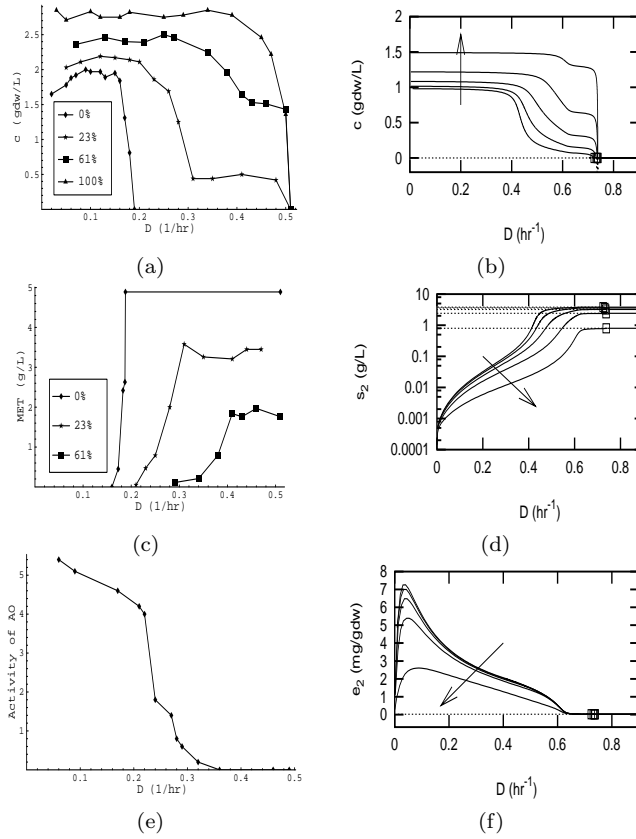 3
2.5
2
1.5
1
0.5
c (gdw/L)
0%
23%
61%
100%
0.1 0.2 0.3 0.4 0.5
D (1/hr)
(a)
2
1.5
1
0.5
0
c (gdw/L)
0 0.2 0.4 0.6 0.8
D (hr-1)
(b)
5
4
3
2
1
MET (g/L)
0%
23%
61%
0.1 0.2 0.3 0.4 0.5
D (1/hr)
(c)
10
1
0.1
0.01
0.001
0.0001
s2 (g/L)
0 0.2 0.4 0.6 0.8
D (hr-1)
(d)
5
4
3
2
1
Activity of AO
0.1 0.2 0.3 0.4 0.5
D (1/hr)
(e)
8
7
6
5
4
3
2
1
0
e2 (mg/gdw)
0 0.2 0.4 0.6 0.8
D (hr-1)
(f)